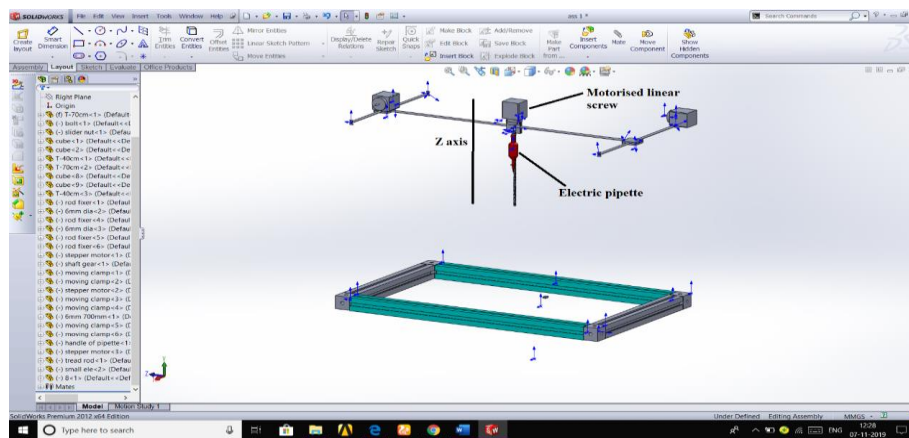 SOLIDWORKS File Edit View Insert Tools Window Help
ass 1 *
Search Commands
Create layout
Smart Dimension
Trim Entities
Convert Entities
Offset Entities
Mirror Entities
Linear Sketch Pattern
Move Entities
Display/Delete Relations
Repair Sketch
Quick Snaps
Make Block
Edit Block
Insert Block
Add/Remove
Save Block
Explode Block
Make Part from ...
Insert Components
Mate
Move Component
Show Hidden Components
Assembly Layout Sketch Evaluate Office Products
Right Plane
Origin
(f) T-70cm<1> (Default
(-) bolt<1> (Default<<D
(-) slider nut<1> (Defau
cube<1> (Default<<De
cube<2> (Default<<De
T-40cm<1> (Default<<
T-70cm<2> (Default<<
cube<8> (Default<<De
cube<9> (Default<<De
T-40cm<3> (Default<<
(-) rod fixer<1> (Defaul
(-) 6mm dia<2> (Defaul
(-) rod fixer<4> (Defaul
(-) 6mm dia<3> (Defaul
(-) rod fixer<5> (Defaul
(-) rod fixer<6> (Defaul
(-) stepper motor<1> (D
(-) shaft gear<1> (Defa
(-) moving clamp<1> (D
(-) moving clamp<2> (D
(-) stepper motor<2> (D
(-) moving clamp<3> (D
(-) moving clamp<4> (D
(-) 6mm 700mm<1> (D
(-) moving clamp<5> (D
(-) moving clamp<6> (D
(-) handle of pipette<1>
(-) stepper motor<3> (D
(-) tread rod<1> (Defau
(-) small ele<2> (Defaul
(-) 8<1> (Default<<Def
Mates
Motorised linear
screw
Z axis
Electric pipette
Model Motion Study 1
SolidWorks Premium 2012 x64 Edition
Under Defined Editing Assembly MMGS
Type here to search
ENG
12:28
07-11-2019